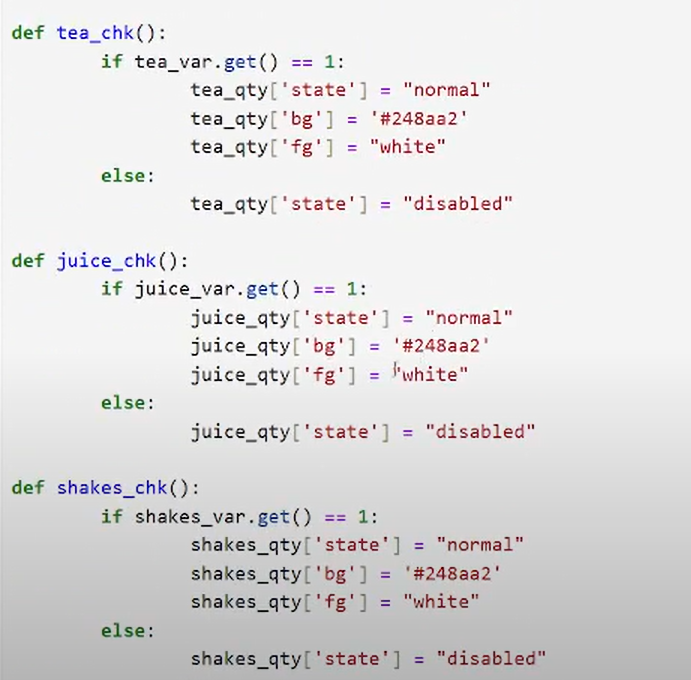 def tea_chk():
if tea_var.get() == 1:
tea_qty['state'] = "normal"
tea_qty['bg'] = '#248aa2'
tea_qty['fg'] = "white"
else:
tea_qty['state'] = "disabled"
def juice_chk():
if juice_var.get() == 1:
juice_qty['state'] = "normal"
juice_qty['bg'] = '#248aa2'
juice_qty['fg'] = "white"
else:
juice_qty['state'] = "disabled"
def shakes_chk():
if shakes_var.get() == 1:
shakes_qty['state'] = "normal"
shakes_qty['bg'] = '#248aa2'
shakes_qty['fg'] = "white"
else:
shakes_qty['state'] = "disabled"